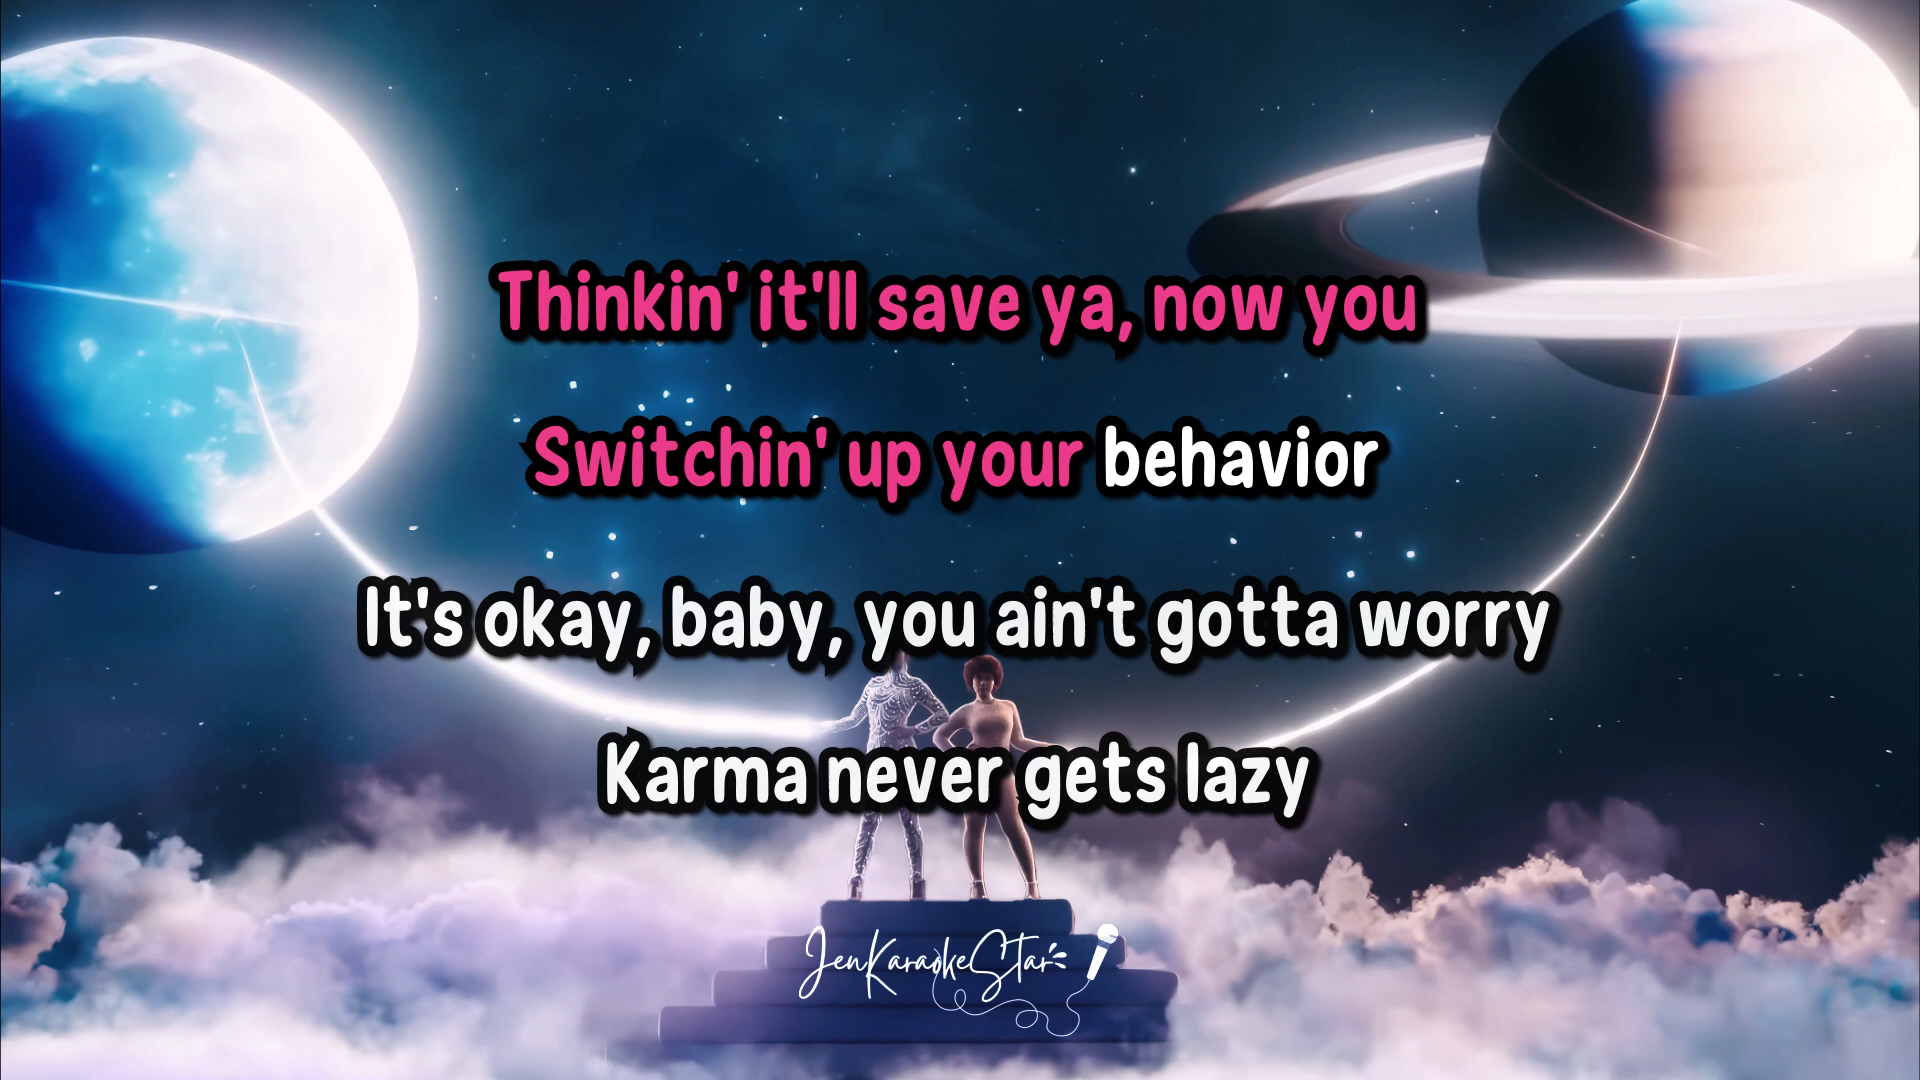 Thinkin' it'll save ya, now you
Switchin' up your behavior
It's okay, baby, you ain't gotta worry
Karma never gets lazy
JenKaraokeStar